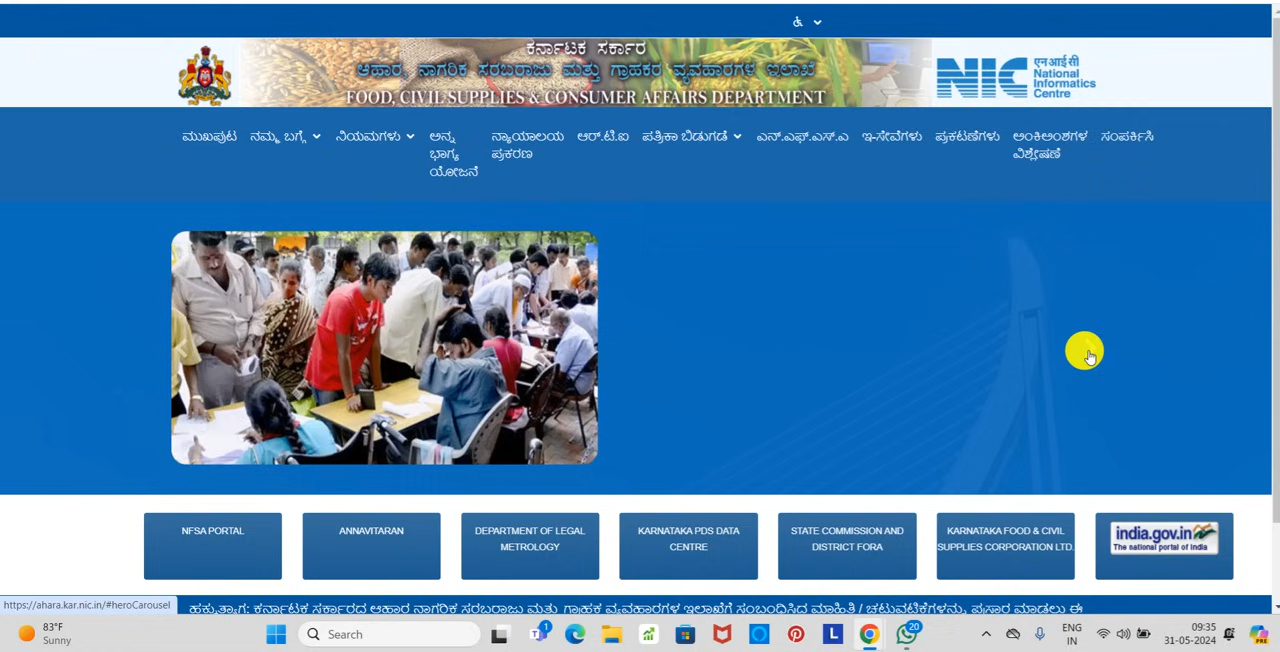 ಕರ್ನಾಟಕ ಸರ್ಕಾರ
ಆಹಾರ, ನಾಗರಿಕ ಸರಬರಾಜು ಮತ್ತು ಗ್ರಾಹಕರ ವ್ಯವಹಾರಗಳ ಇಲಾಖೆ
FOOD, CIVIL SUPPLIES & CONSUMER AFFAIRS DEPARTMENT
NIC
एन आई सी
National
Informatics
Centre
ಮುಖಪುಟ ನಮ್ಮ ಬಗ್ಗೆ ನಿಯಮಗಳು ಅನ್ನ ಭಾಗ್ಯ ಯೋಜನೆ ನ್ಯಾಯಾಲಯ ಪ್ರಕರಣ ಆರ್.ಟಿ.ಐ ಪತ್ರಿಕಾ ಬಿಡುಗಡೆ ಎನ್.ಎಫ್.ಎಸ್.ಎ ಇ-ಸೇವೆಗಳು ಪ್ರಕಟಣೆಗಳು ಅಂಕಿಅಂಶಗಳ ವಿಶ್ಲೇಷಣೆ ಸಂಪರ್ಕಿಸಿ
NFSA PORTAL
ANNAVITARAN
DEPARTMENT OF LEGAL
METROLOGY
KARNATAKA PDS DATA
CENTRE
STATE COMMISSION AND
DISTRICT FORA
KARNATAKA FOOD & CIVIL
SUPPLIES CORPORATION LTD.
india.gov.in
The national portal of India
https://ahara.kar.nic.in/#heroCarousel
ಹಕ್ಕುತ್ಯಾಗ: ಕರ್ನಾಟಕ ಸರ್ಕಾರದ ಆಹಾರ ನಾಗರಿಕ ಸರಬರಾಜು ಮತ್ತು ಗ್ರಾಹಕ ವ್ಯವಹಾರಗಳ ಇಲಾಖೆಗೆ ಸಂಬಂಧಿಸಿದ ಮಾಹಿತಿ / ಚಟುವಟಿಕೆಗಳನ್ನು ಪ್ರಸಾರ ಮಾಡಲು ಈ
83°F
Sunny
Search
1
L
20
ENG
IN
09:35
31-05-2024
PRE